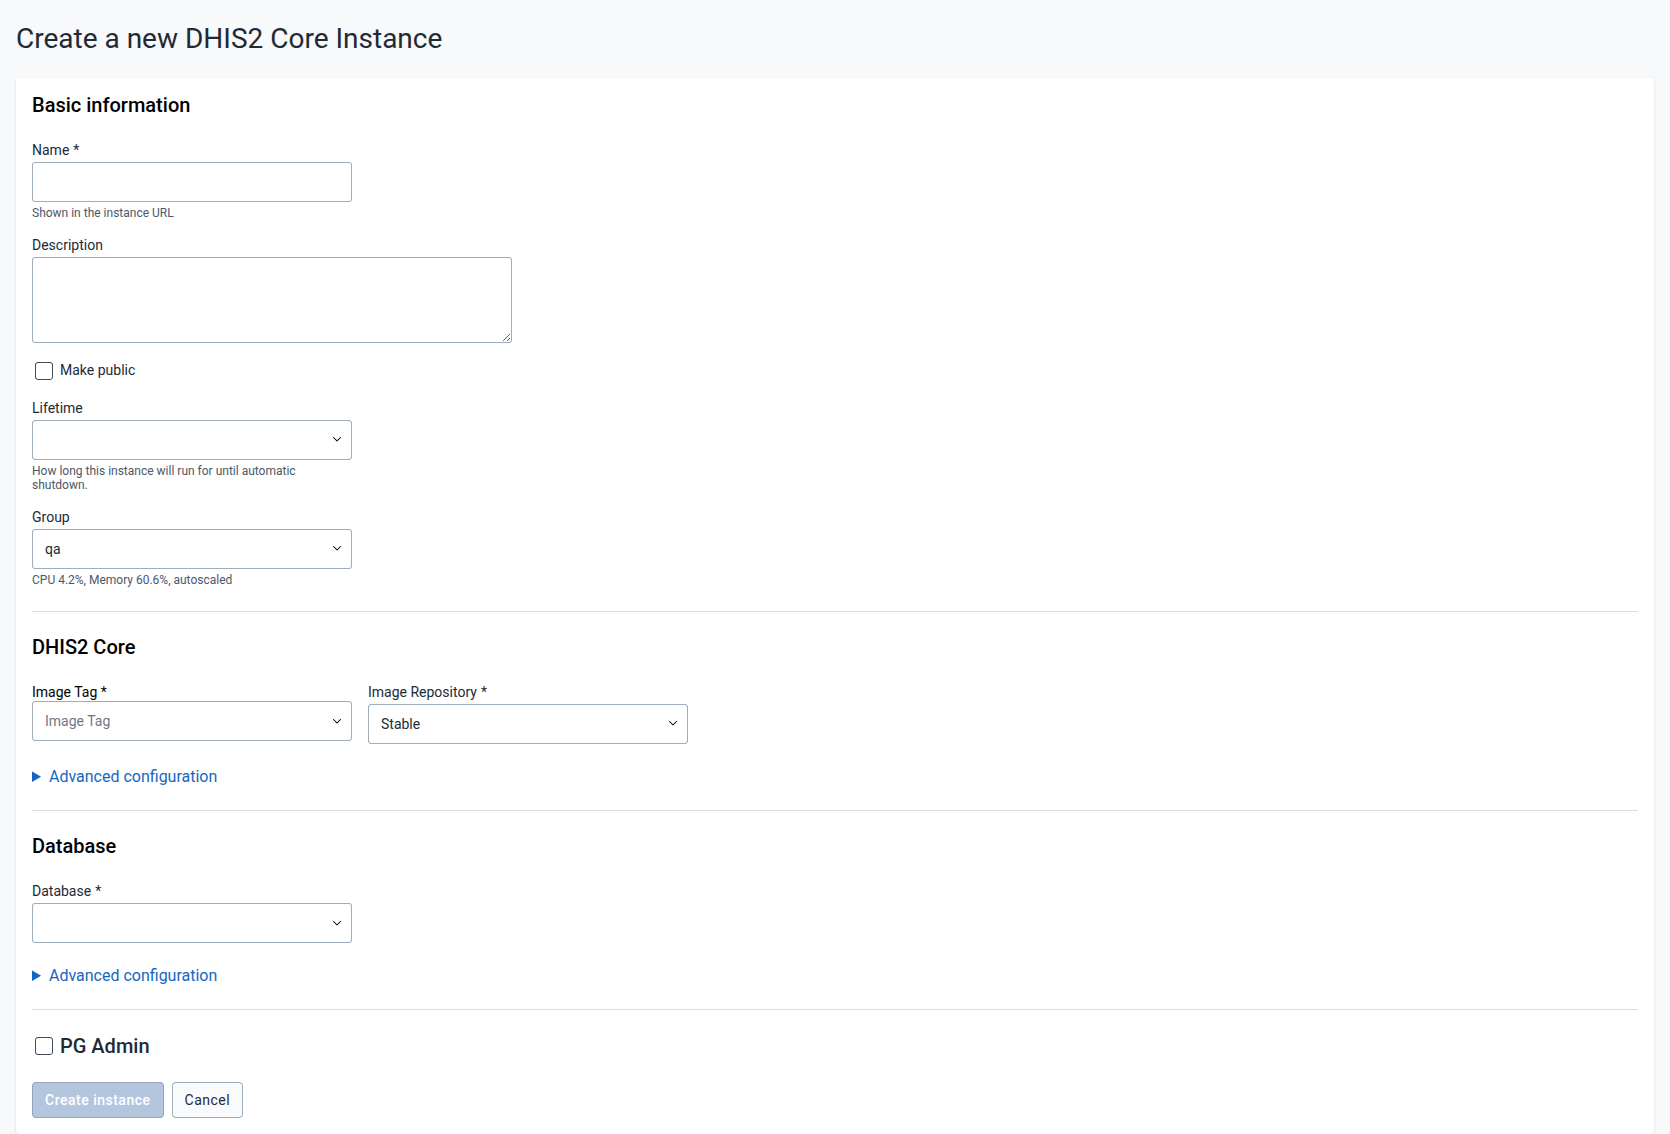 Create a new DHIS2 Core Instance
Basic information
Name *
Shown in the instance URL
Description
Make public
Lifetime
How long this instance will run for until automatic
shutdown.
Group
qa
CPU 4.2%, Memory 60.6%, autoscaled
DHIS2 Core
Image Tag * Image Repository *
Image Tag Stable
Advanced configuration
Database
Database *
Advanced configuration
PG Admin
Create instance Cancel